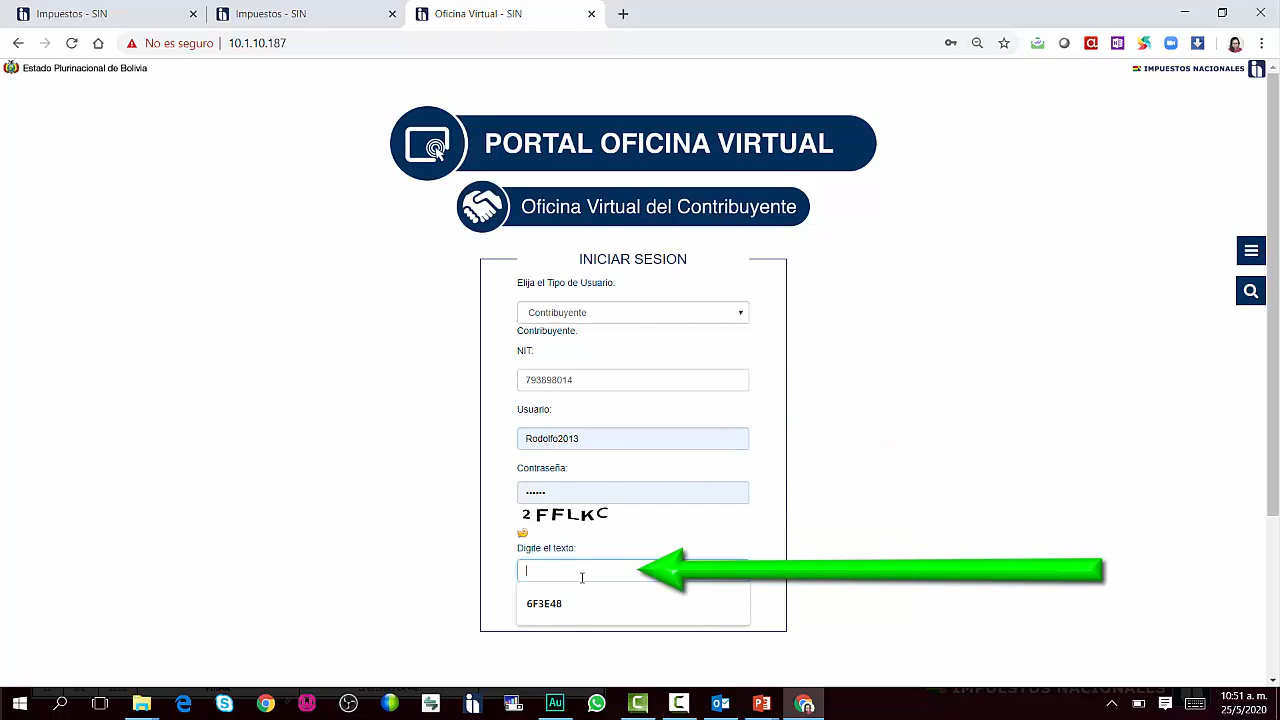 Impuestos - SIN
Impuestos - SIN
Oficina Virtual - SIN
No es seguro | 10.1.10.187
Estado Plurinacional de Bolivia
IMPUESTOS NACIONALES
PORTAL OFICINA VIRTUAL
Oficina Virtual del Contribuyente
INICIAR SESION
Elija el Tipo de Usuario:
Contribuyente
Contribuyente.
NIT:
793898014
Usuario:
Rodolfo2013
Contraseña:
••••••
2FFLKC
Digite el texto:
6F3E48
IMPUESTOS NACIONALES
10:51 a. m.
25/5/2020